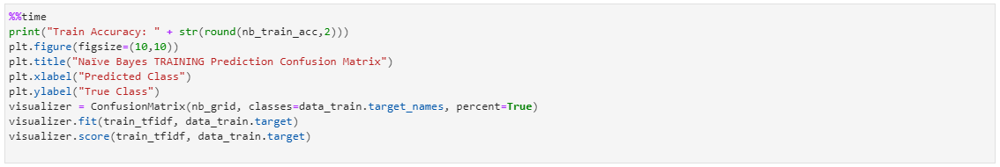 %%time
print("Train Accuracy: " + str(round(nb_train_acc,2)))
plt.figure(figsize=(10,10))
plt.title("Naïve Bayes TRAINING Prediction Confusion Matrix")
plt.xlabel("Predicted Class")
plt.ylabel("True Class")
visualizer = ConfusionMatrix(nb_grid, classes=data_train.target_names, percent=True)
visualizer.fit(train_tfidf, data_train.target)
visualizer.score(train_tfidf, data_train.target)